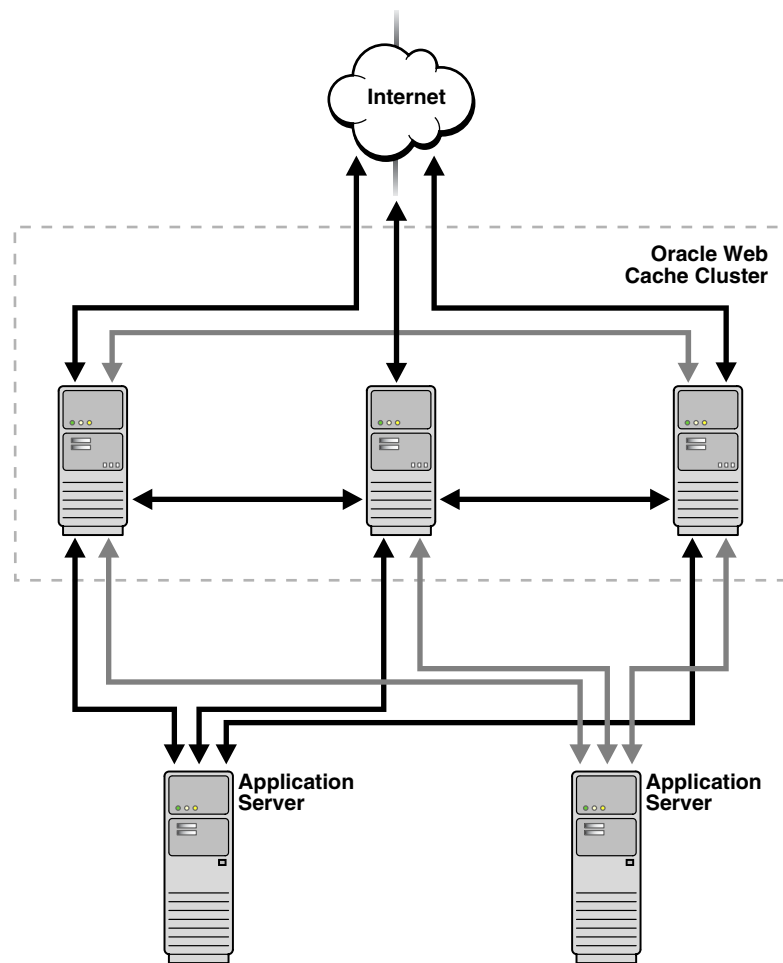 Internet
Oracle Web
Cache Cluster
Application
Server
Application
Server